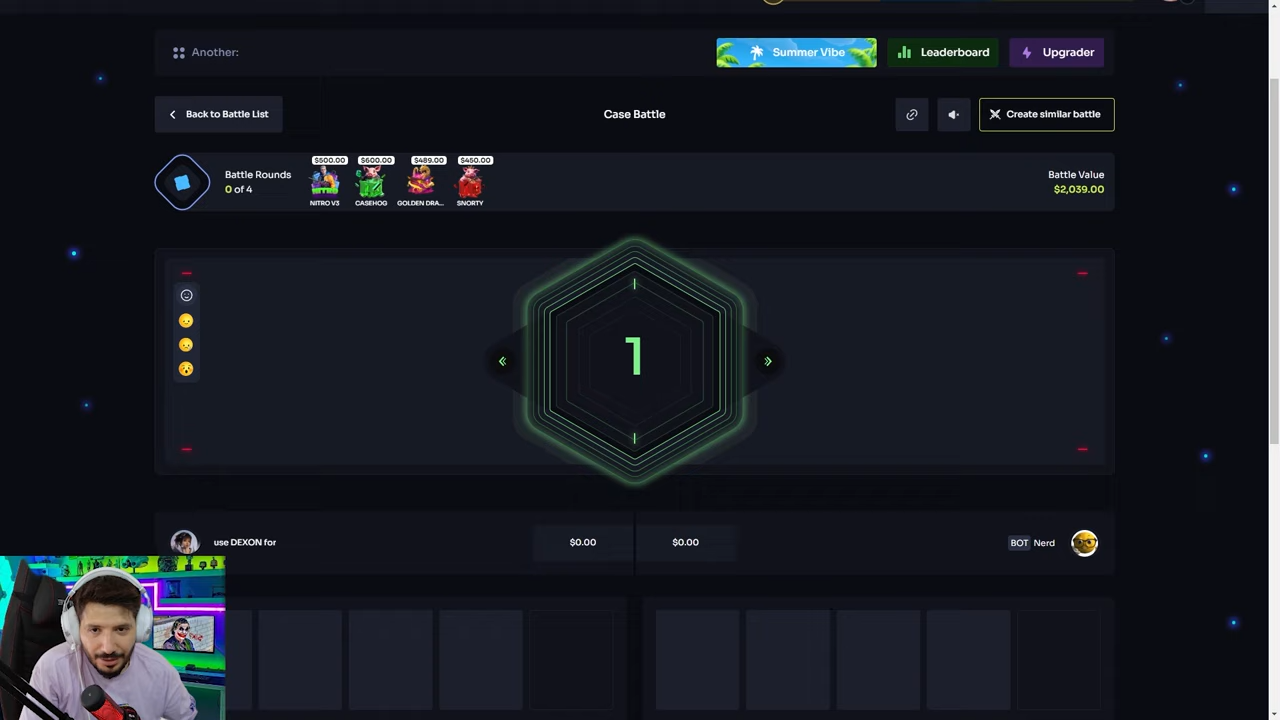 Another:
Summer Vibe
Leaderboard
Upgrader
Back to Battle List
Case Battle
Create similar battle
Battle Rounds
0 of 4
$500.00
$600.00
$489.00
$450.00
NITRO V3
CASEHOG
GOLDEN DRA...
SNORTY
Battle Value
$2,039.00
1
use DEXON for
$0.00
$0.00
BOT
Nerd